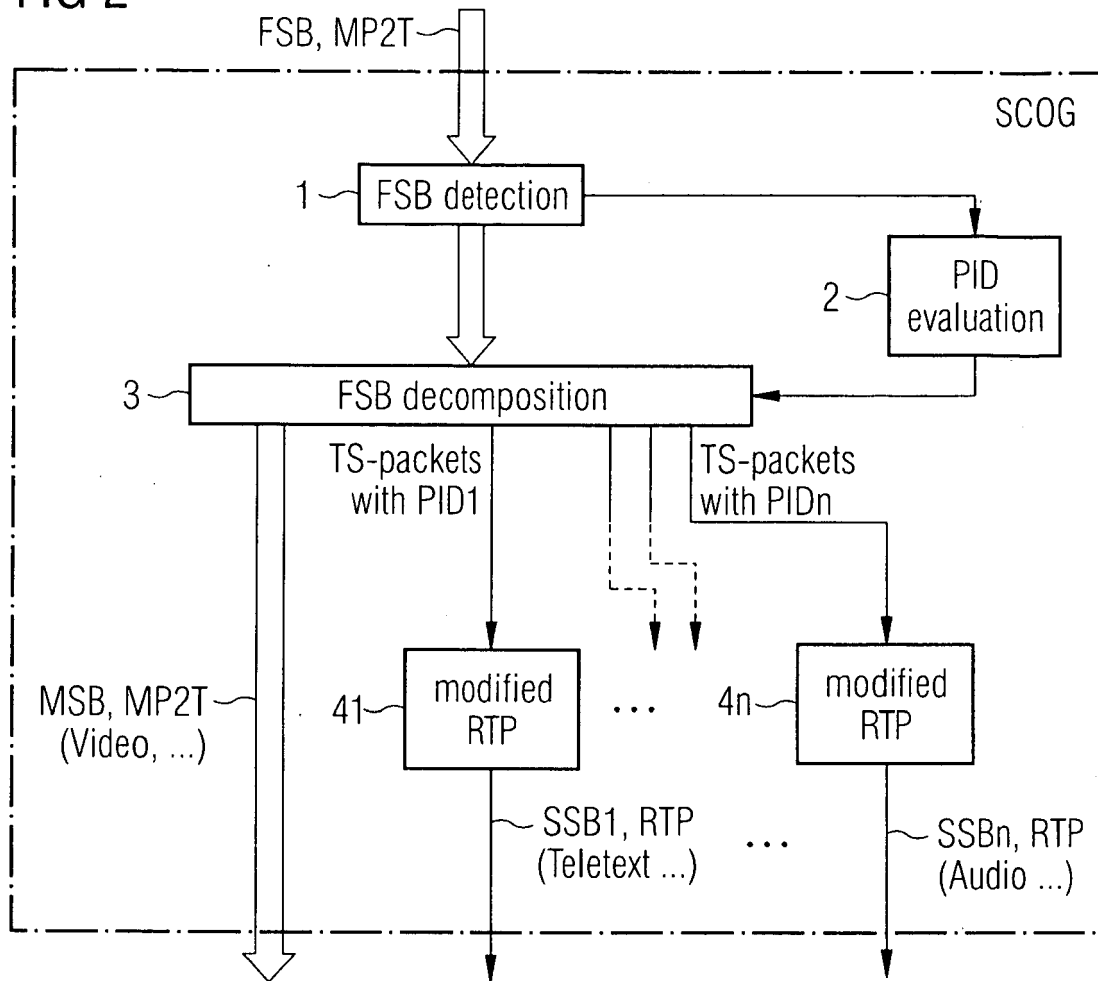 FIG 2
FSB, MP2T
SCOG
1
FSB detection
2
PID
evaluation
3
FSB decomposition
TS-packets
with PID1
TS-packets
with PIDn
MSB, MP2T
(Video, ...)
41
modified
RTP
...
4n
modified
RTP
SSB1, RTP
(Teletext ...)
...
SSBn, RTP
(Audio ...)